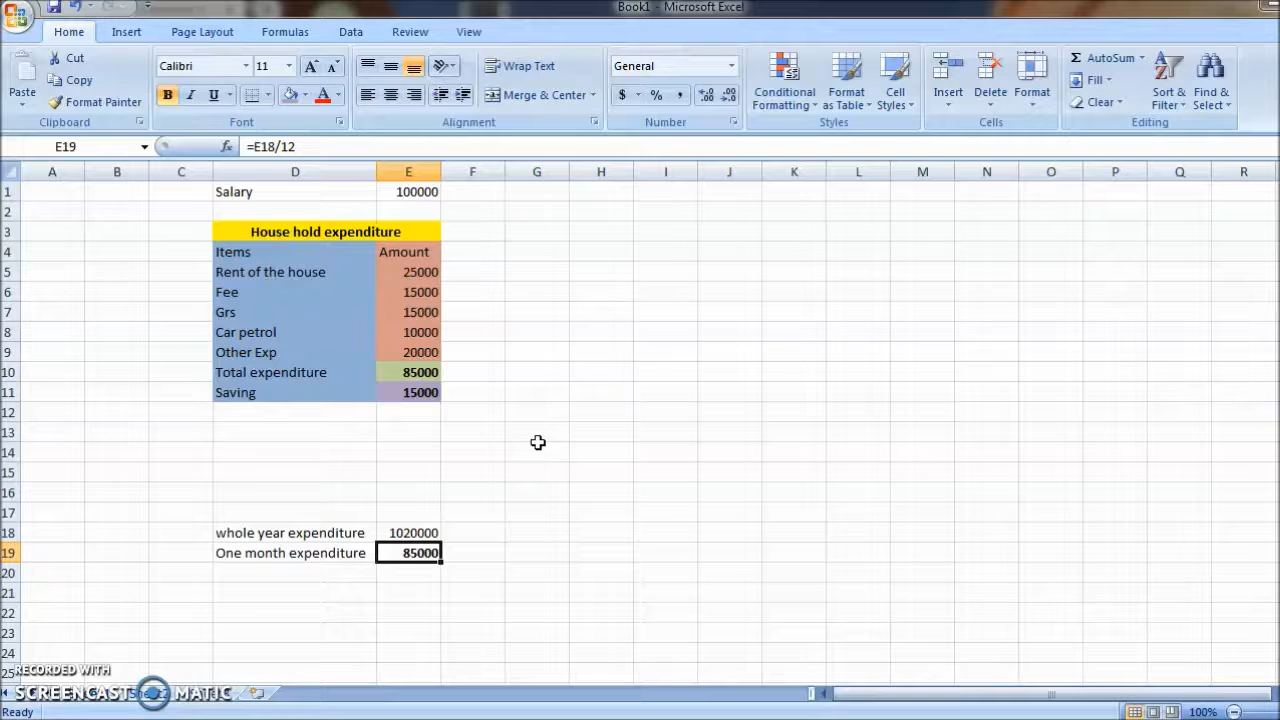 Book1 - Microsoft Excel
Home Insert Page Layout Formulas Data Review View
Cut
Copy
Format Painter
Paste
Clipboard
Calibri 11
B I U
Font
Wrap Text
Merge & Center
Alignment
General
$ % ,
Number
Conditional Formatting
Format as Table
Cell Styles
Styles
Insert Delete Format
Cells
AutoSum
Fill
Clear
Sort & Filter
Find & Select
Editing
E19 fx =E18/12
A B C D E F G H I J K L M N O P Q R
1 Salary 100000
2
3 House hold expenditure
4 Items Amount
5 Rent of the house 25000
6 Fee 15000
7 Grs 15000
8 Car petrol 10000
9 Other Exp 20000
10 Total expenditure 85000
11 Saving 15000
12
13
14
15
16
17
18 whole year expenditure 1020000
19 One month expenditure 85000
20
21
22
23
24
25
RECORDED WITH
SCREENCAST MATIC
Ready 100%